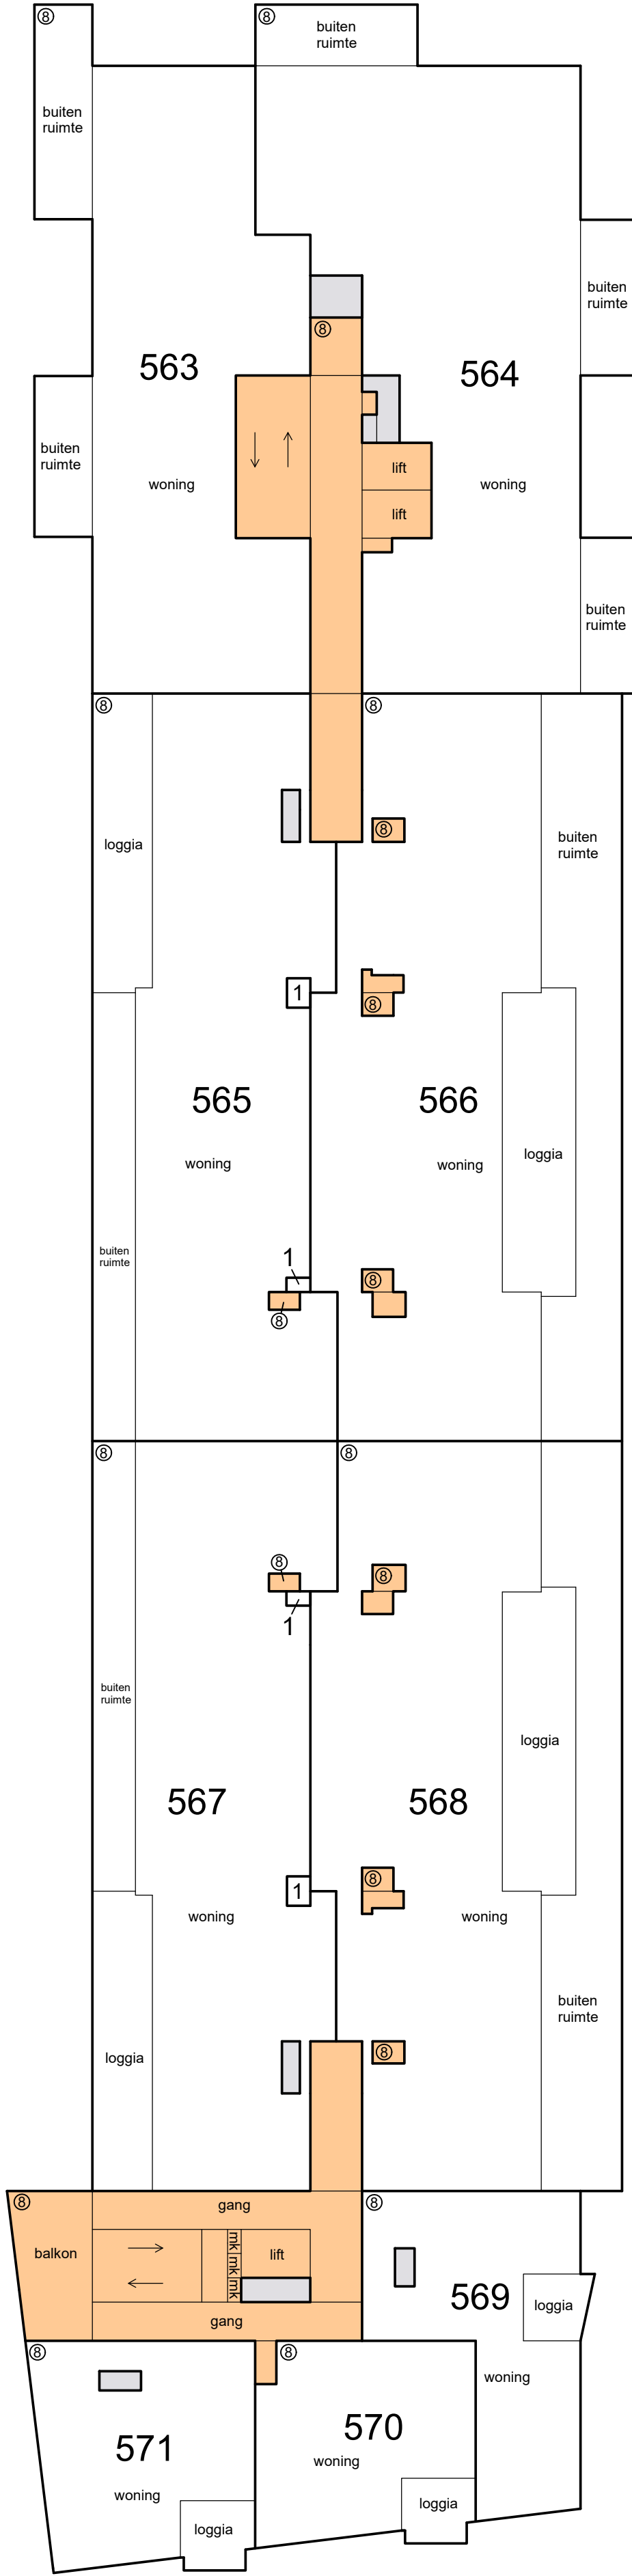 ⑧
⑧
buiten
ruimte
buiten
ruimte
buiten
ruimte
⑧
563
564
buiten
ruimte
lift
woning
woning
lift
buiten
ruimte
⑧
⑧
⑧
loggia
buiten
ruimte
1
⑧
565
566
loggia
woning
woning
buiten
ruimte
1
⑧
⑧
⑧
⑧
⑧
⑧
1
buiten
ruimte
loggia
567
568
⑧
1
woning
woning
buiten
ruimte
⑧
loggia
⑧
gang
⑧
balkon
mk
mk
mk
lift
569
loggia
gang
⑧
⑧
woning
571
570
woning
woning
loggia
loggia